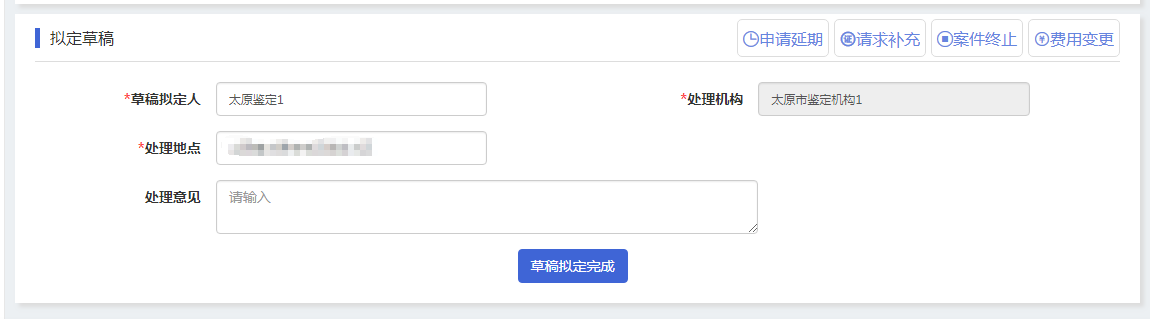 拟定草稿
申请延期
请求补充
案件终止
费用变更
*草稿拟定人 太原鉴定1
*处理机构 太原市鉴定机构1
*处理地点
处理意见 请输入
草稿拟定完成